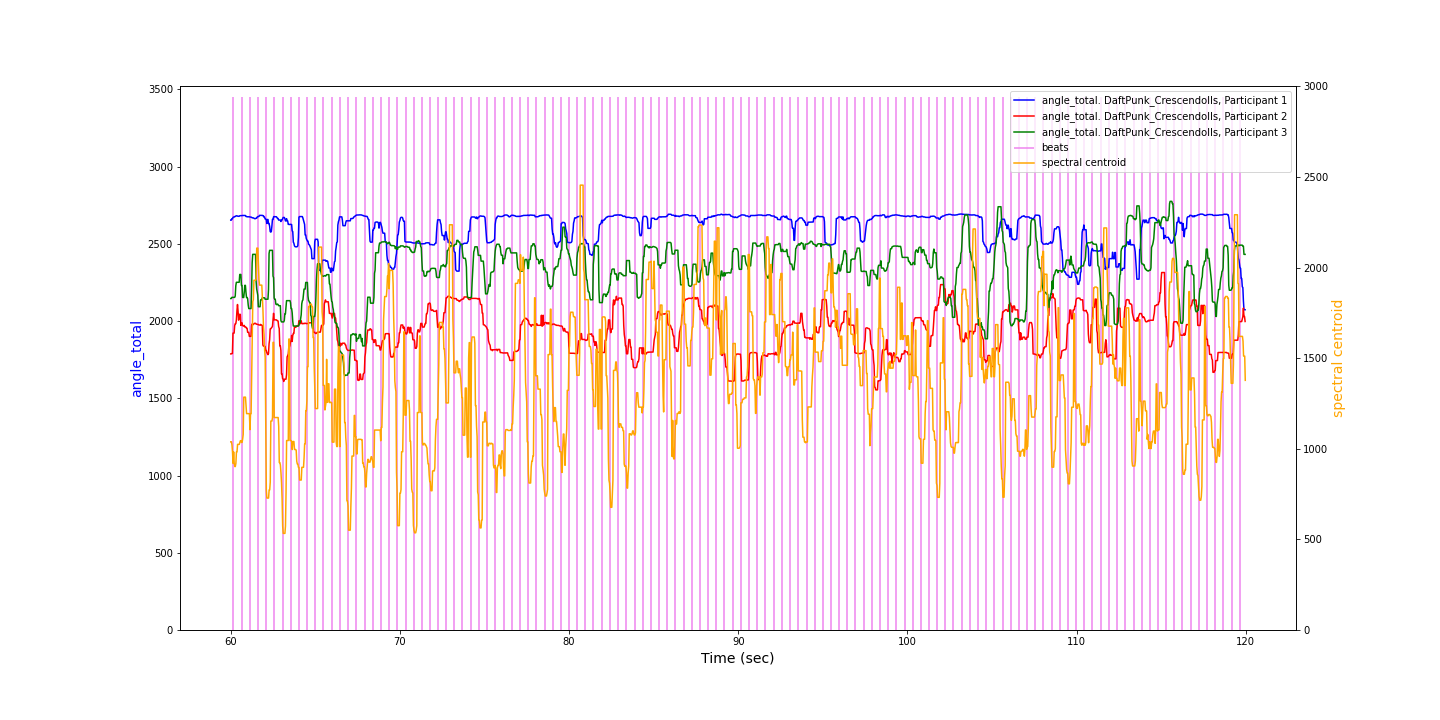 angle_total. DaftPunk_Crescendolls, Participant 1
angle_total. DaftPunk_Crescendolls, Participant 2
angle_total. DaftPunk_Crescendolls, Participant 3
beats
spectral centroid
3500
3000
2500
2000
1500
1000
500
0
angle_total
3000
2500
2000
1500
1000
500
0
spectral centroid
60 70 80 90 100 110 120
Time (sec)